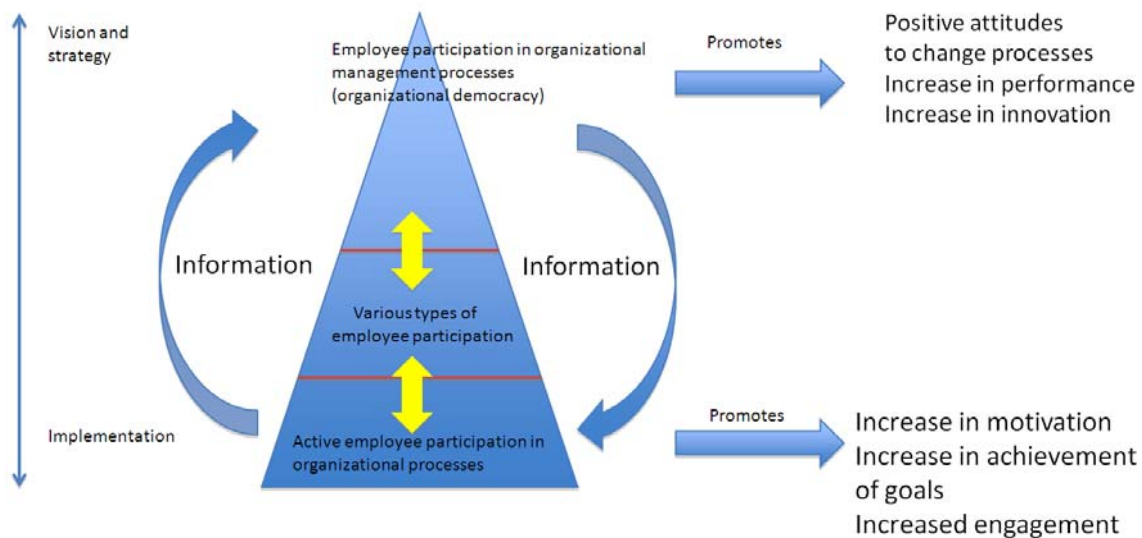 Vision and
strategy
Employee participation in organizational
management processes
(organizational democracy)
Promotes
Positive attitudes
to change processes
Increase in performance
Increase in innovation
Information
Information
Various types of
employee participation
Implementation
Active employee participation in
organizational processes
Promotes
Increase in motivation
Increase in achievement
of goals
Increased engagement